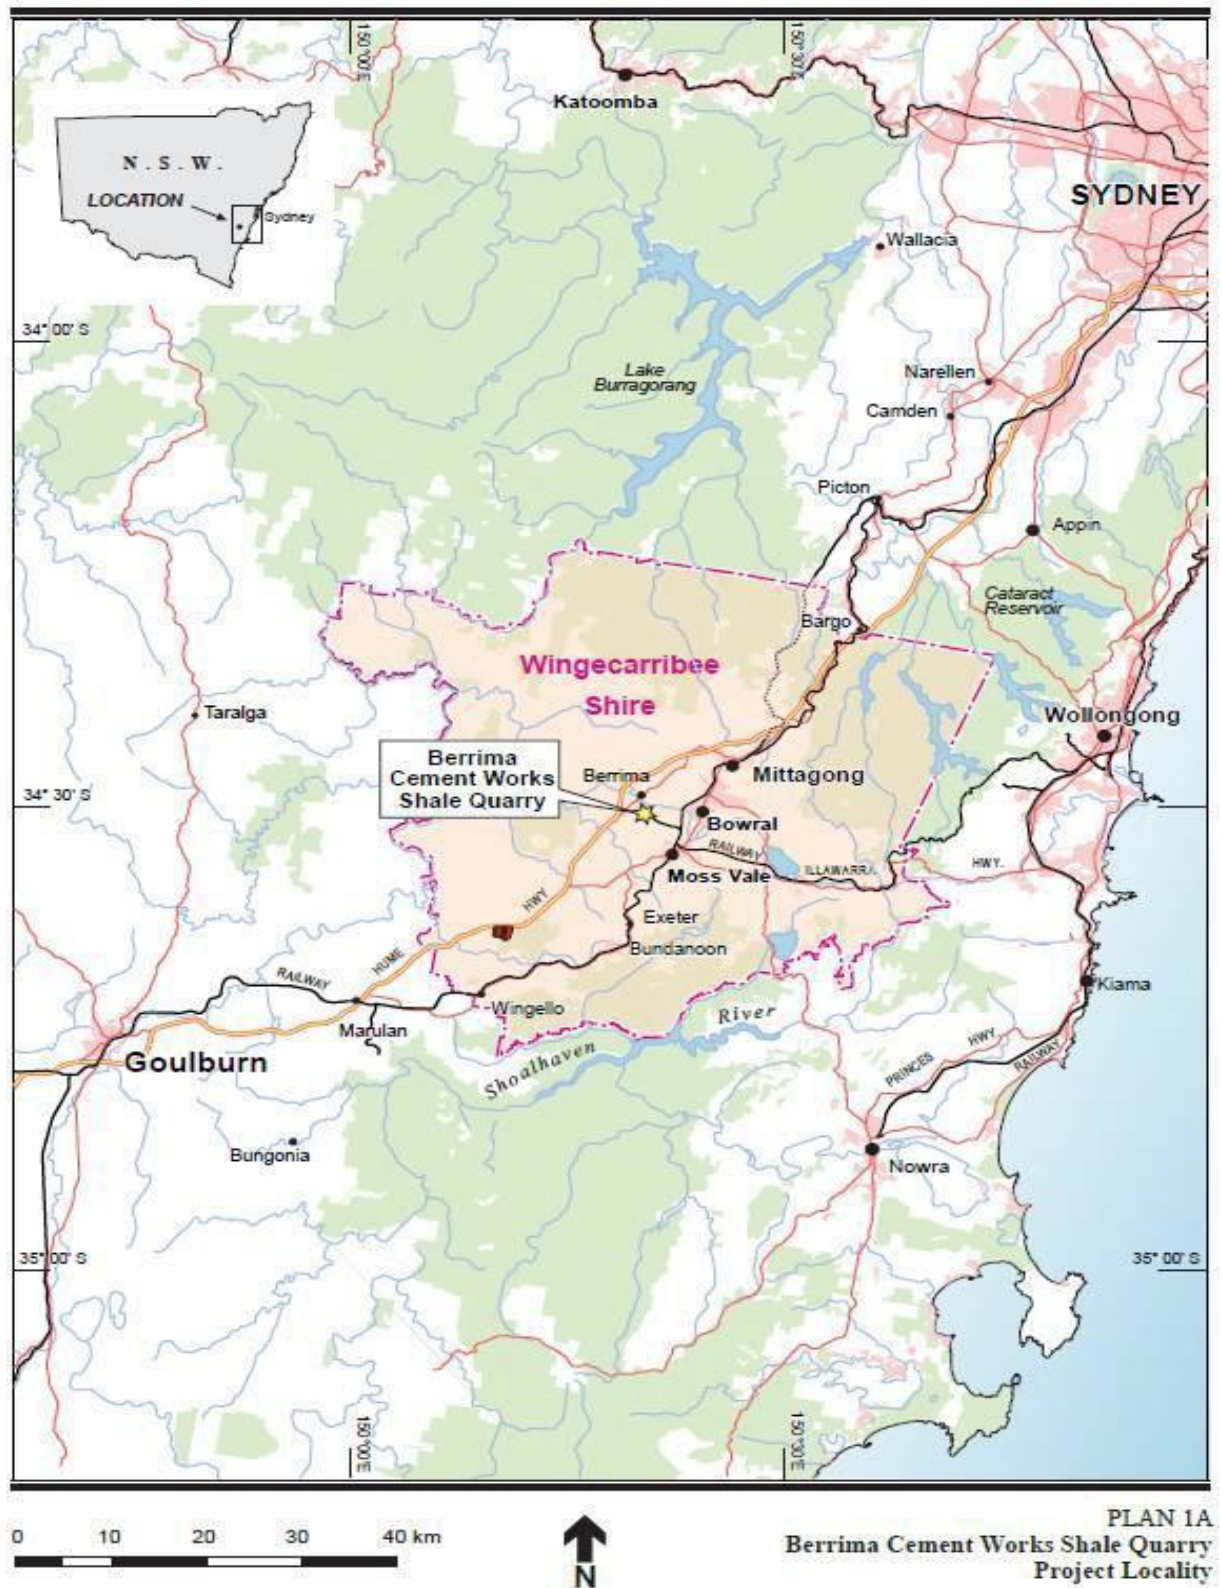 150°00'E
150°30'E
Katoomba
N . S . W .
LOCATION
Sydney
SYDNEY
Wallacia
34° 00' S
Lake
Burragorang
Narellen
Camden
Picton
Appin
Cataract
Reservoir
Bargo
Wingecarribee
Shire
Taralga
Wollongong
Berrima
Cement Works
Shale Quarry
Berrima
Mittagong
34° 30' S
Bowral
RAILWAY
Moss Vale
ILLAWARRA
HWY.
HWY
Exeter
Bundanoon
HUME
RAILWAY
Wingello
Kiama
Marulan
River
Shoalhaven
Goulburn
PRINCES
HWY
RAILWAY
Bungonia
Nowra
35° 00' S
35° 00' S
150°00'E
150°30'E
0 10 20 30 40 km
N
PLAN 1A
Berrima Cement Works Shale Quarry
Project Locality